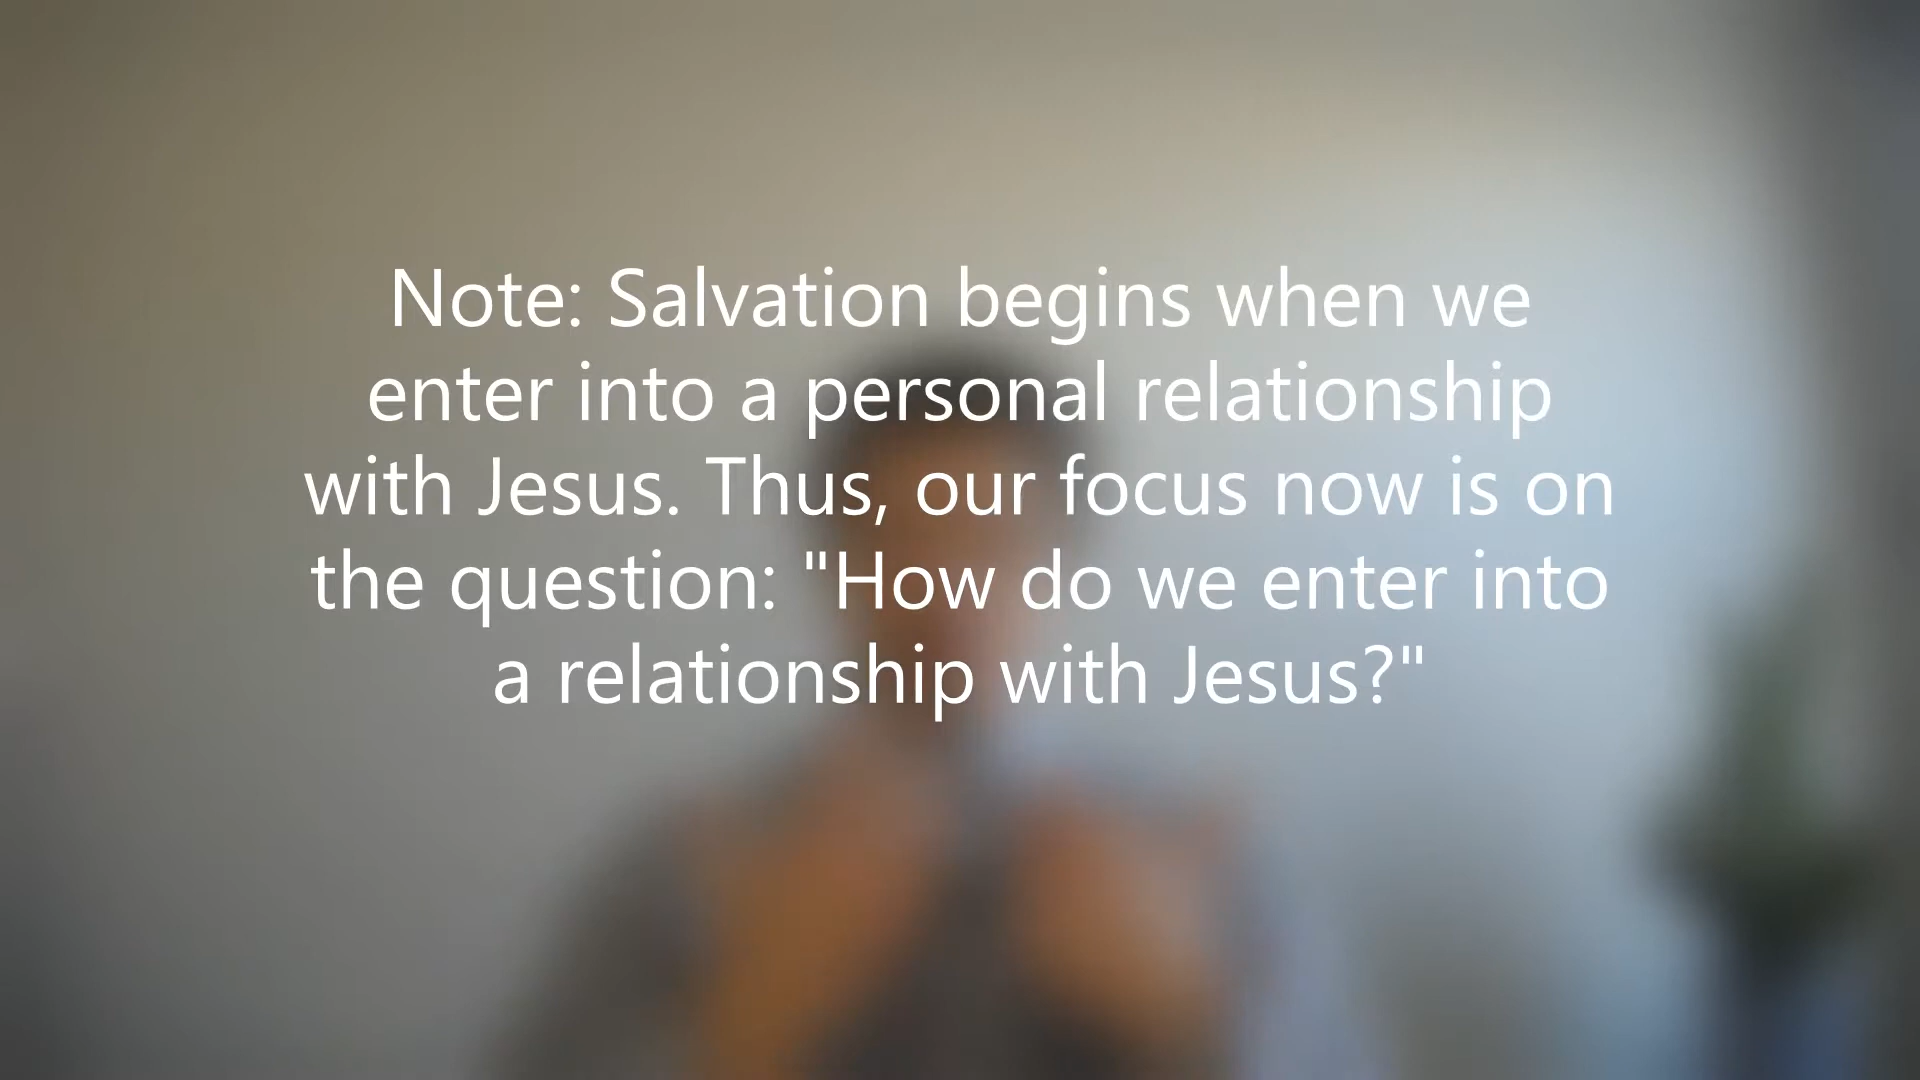 Note: Salvation begins when we
enter into a personal relationship
with Jesus. Thus, our focus now is on
the question: "How do we enter into
a relationship with Jesus?"